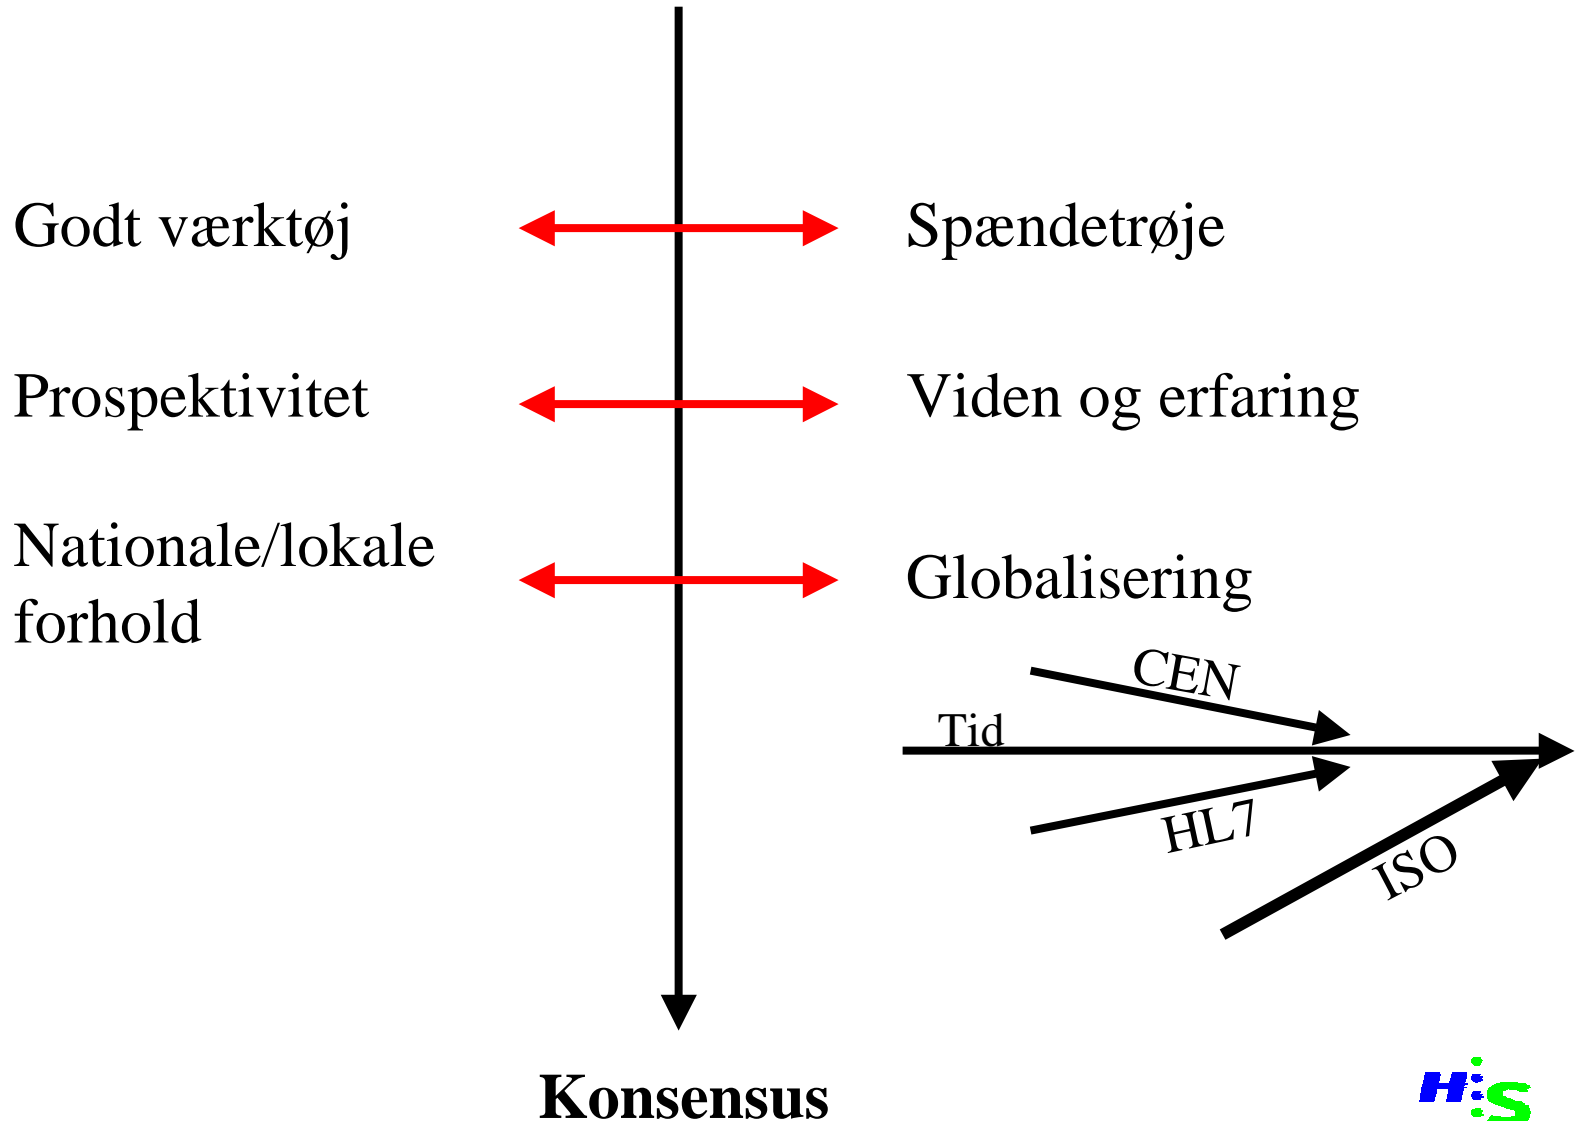 Godt værktøj
Spændetrøje
Prospektivitet
Viden og erfaring
Nationale/lokale
forhold
Globalisering
CEN
Tid
HL7
ISO
Konsensus
H:S